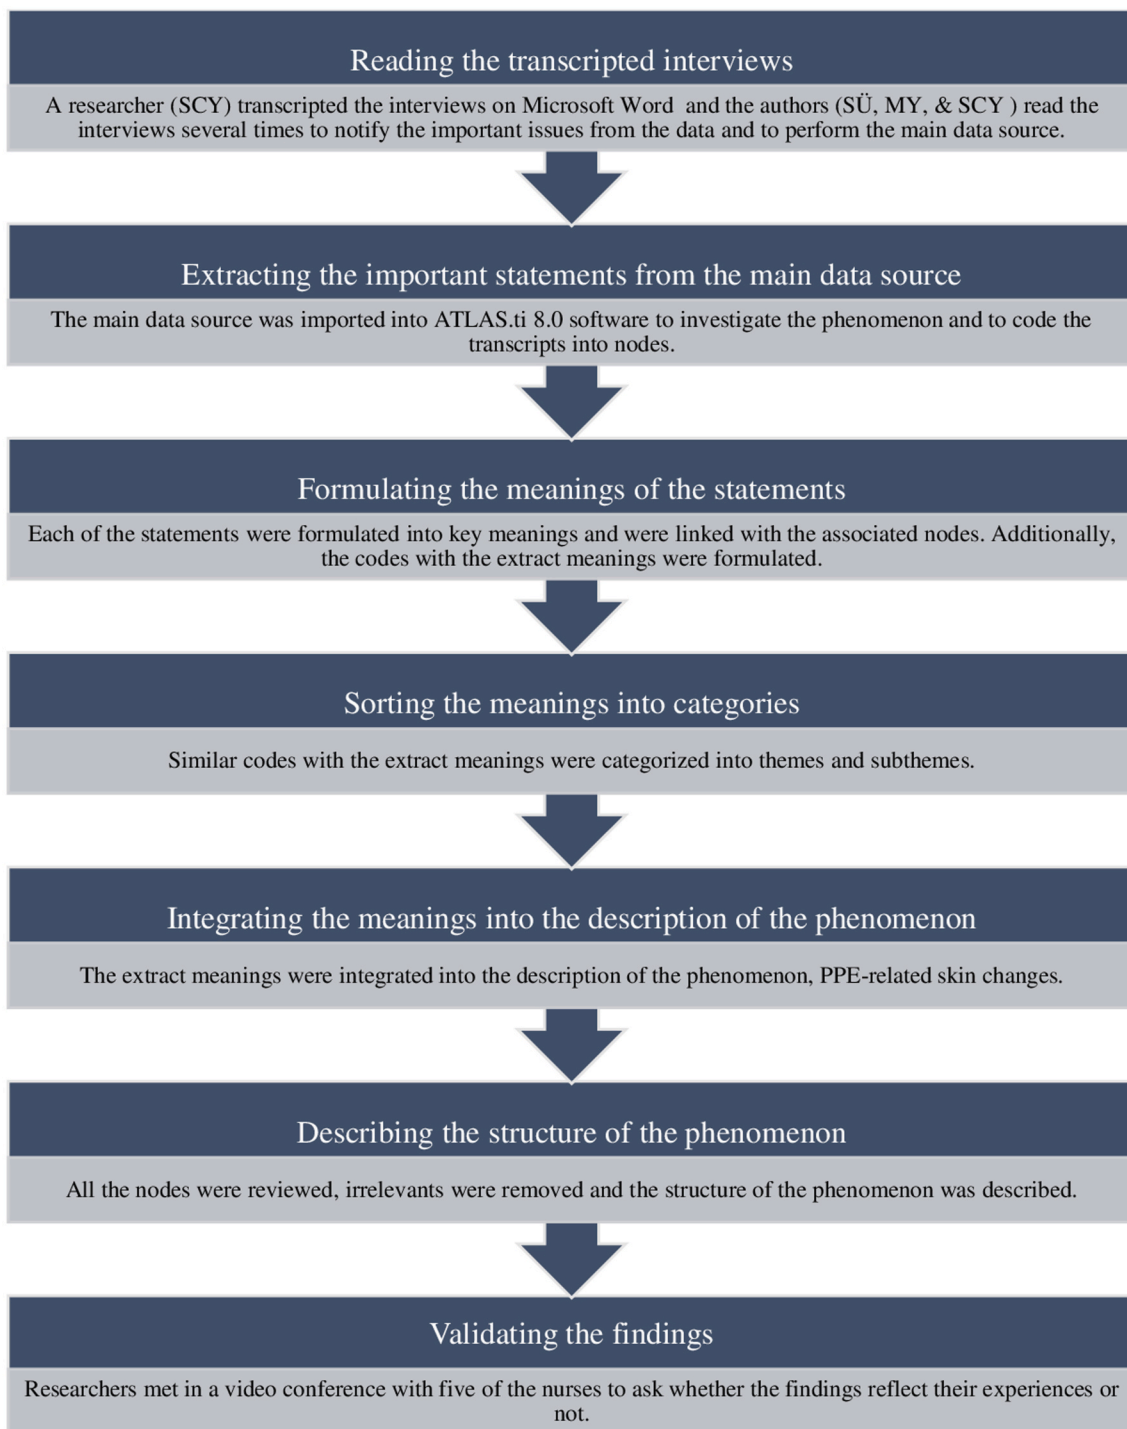 Reading the transcripted interviews
A researcher (SCY) transcripted the interviews on Microsoft Word and the authors (SÜ, MY, & SCY ) read the
interviews several times to notify the important issues from the data and to perform the main data source.
Extracting the important statements from the main data source
The main data source was imported into ATLAS.ti 8.0 software to investigate the phenomenon and to code the
transcripts into nodes.
Formulating the meanings of the statements
Each of the statements were formulated into key meanings and were linked with the associated nodes. Additionally,
the codes with the extract meanings were formulated.
Sorting the meanings into categories
Similar codes with the extract meanings were categorized into themes and subthemes.
Integrating the meanings into the description of the phenomenon
The extract meanings were integrated into the description of the phenomenon, PPE-related skin changes.
Describing the structure of the phenomenon
All the nodes were reviewed, irrelevants were removed and the structure of the phenomenon was described.
Validating the findings
Researchers met in a video conference with five of the nurses to ask whether the findings reflect their experiences or
not.